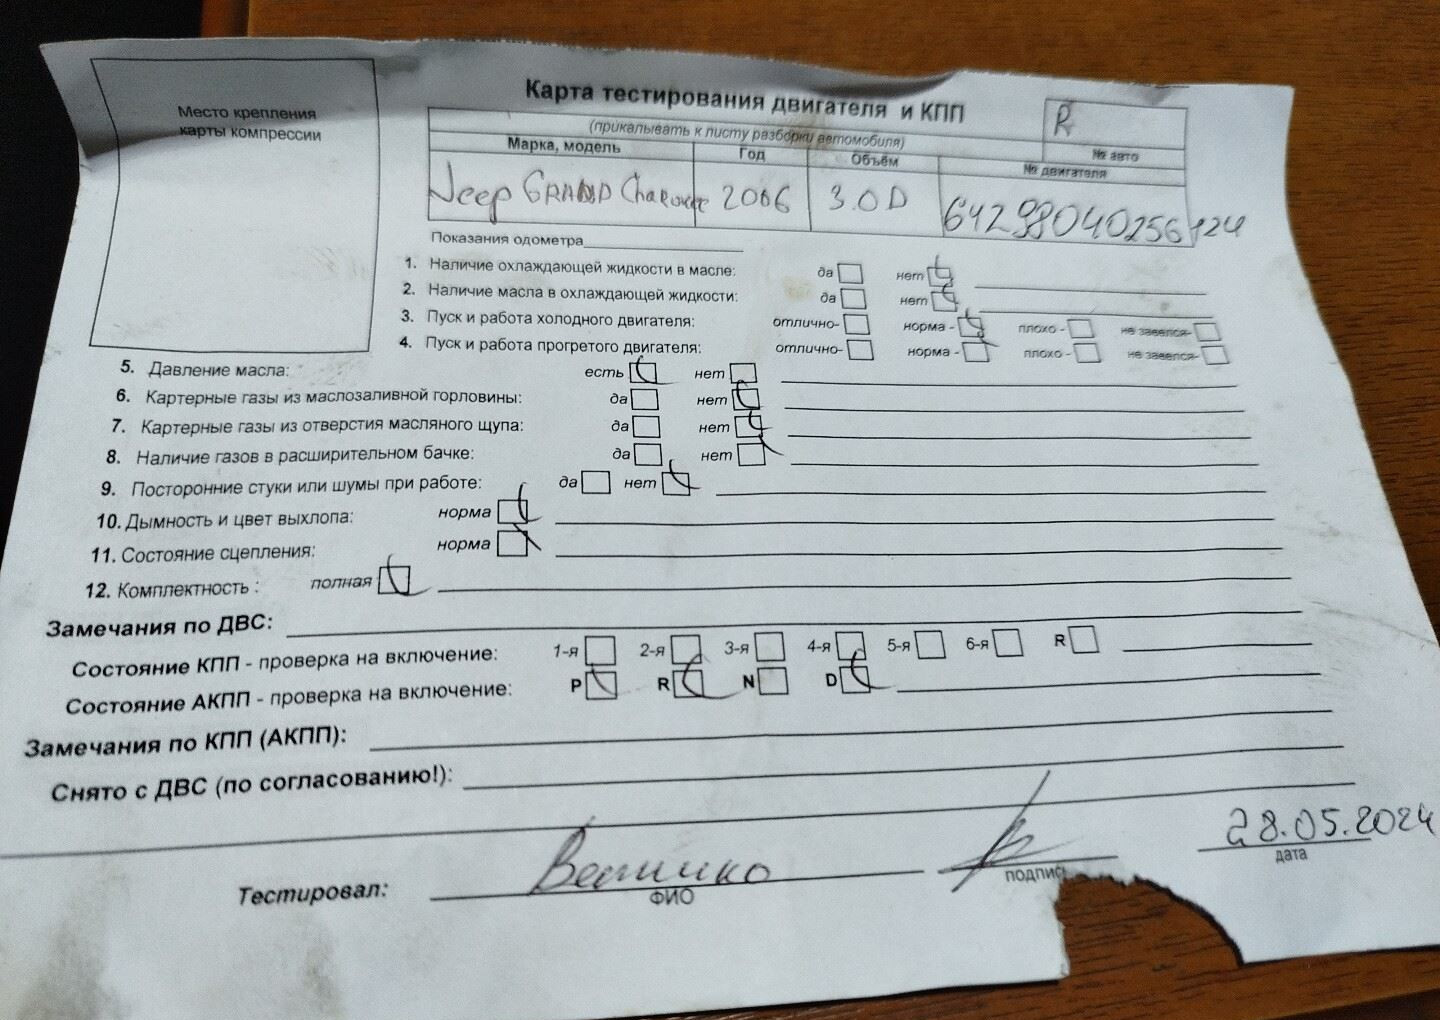 Место крепления
карты компрессии
Карта тестирования двигателя и КПП
(прикалывать к листу разборки автомобиля)
R
№ авто
Марка, модель Год Объём № двигателя
Jeep GRAND Cherokee 2006 3.0D 64298040256124
Показания одометра
1. Наличие охлаждающей жидкости в масле: да нет
2. Наличие масла в охлаждающей жидкости: да нет
3. Пуск и работа холодного двигателя: отлично- норма - плохо - не завелся-
4. Пуск и работа прогретого двигателя: отлично- норма - плохо - не завелся-
5. Давление масла: есть нет
6. Картерные газы из маслозаливной горловины: да нет
7. Картерные газы из отверстия масляного щупа: да нет
8. Наличие газов в расширительном бачке: да нет
9. Посторонние стуки или шумы при работе: да нет
10. Дымность и цвет выхлопа: норма
11. Состояние сцепления: норма
12. Комплектность : полная
Замечания по ДВС:
Состояние КПП - проверка на включение: 1-я 2-я 3-я 4-я 5-я 6-я R
Состояние АКПП - проверка на включение: P R N D
Замечания по КПП (АКПП):
Снято с ДВС (по согласованию!):
28.05.2024
Тестировал: ФИО подпись дата